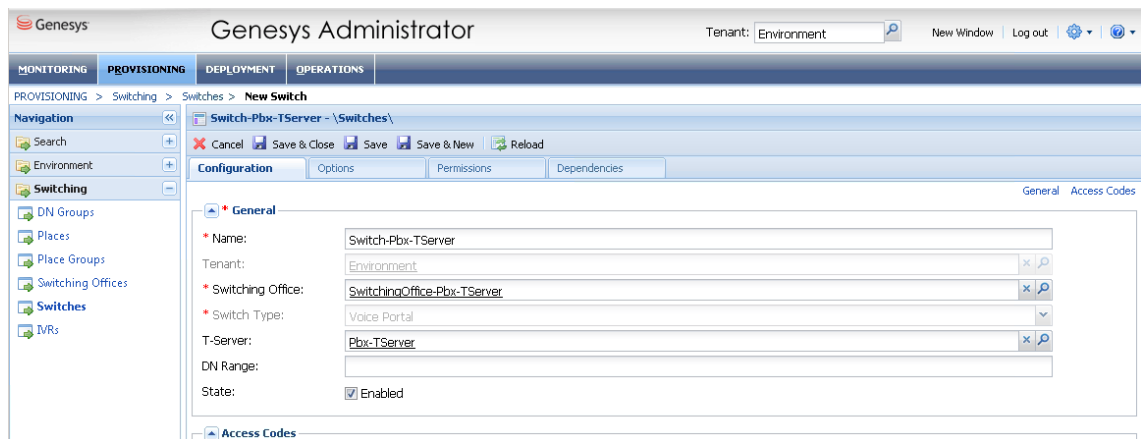 Genesys
Genesys Administrator
Tenant: Environment
New Window Log out
MONITORING PROVISIONING DEPLOYMENT OPERATIONS
PROVISIONING > Switching > Switches > New Switch
Navigation
Switch-Pbx-TServer - \Switches\
Search
Cancel Save & Close Save Save & New Reload
Environment
Configuration Options Permissions Dependencies
Switching
General Access Codes
DN Groups
* General
Places
* Name: Switch-Pbx-TServer
Place Groups
Tenant: Environment
Switching Offices
* Switching Office: SwitchingOffice-Pbx-TServer
Switches
* Switch Type: Voice Portal
IVRs
T-Server: Pbx-TServer
DN Range:
State: Enabled
Access Codes